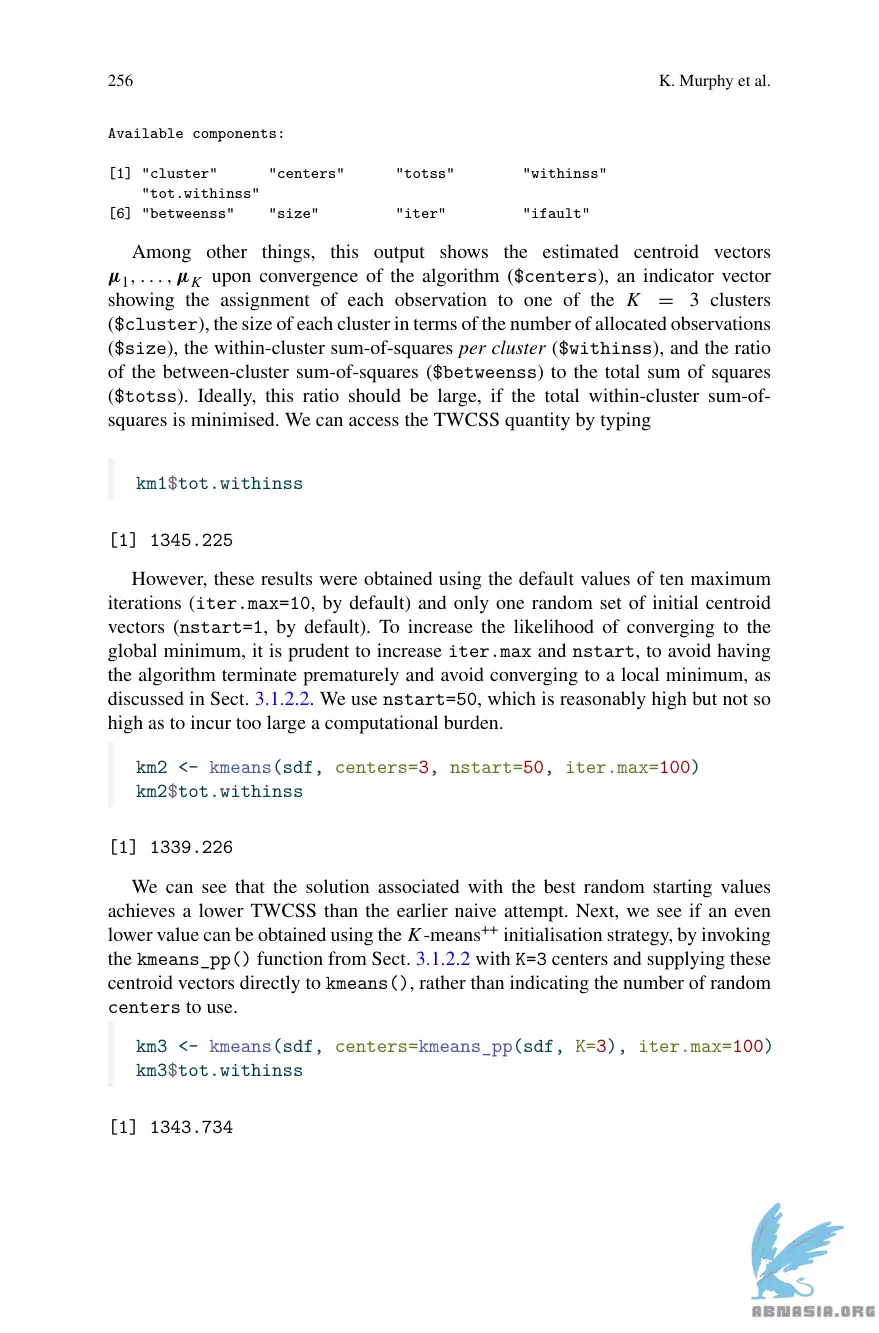 256 K. Murphy et al.
Available components:
[1] "cluster" "centers" "totss" "withinss"
"tot.withinss"
[6] "betweenss" "size" "iter" "ifault"
Among other things, this output shows the estimated centroid vectors
μ1, . . . , μK upon convergence of the algorithm ($centers), an indicator vector
showing the assignment of each observation to one of the K = 3 clusters
($cluster), the size of each cluster in terms of the number of allocated observations
($size), the within-cluster sum-of-squares per cluster ($withinss), and the ratio
of the between-cluster sum-of-squares ($betweenss) to the total sum of squares
($totss). Ideally, this ratio should be large, if the total within-cluster sum-of-
squares is minimised. We can access the TWCSS quantity by typing
km1$tot.withinss
[1] 1345.225
However, these results were obtained using the default values of ten maximum
iterations (iter.max=10, by default) and only one random set of initial centroid
vectors (nstart=1, by default). To increase the likelihood of converging to the
global minimum, it is prudent to increase iter.max and nstart, to avoid having
the algorithm terminate prematurely and avoid converging to a local minimum, as
discussed in Sect. 3.1.2.2. We use nstart=50, which is reasonably high but not so
high as to incur too large a computational burden.
km2 <- kmeans(sdf, centers=3, nstart=50, iter.max=100)
km2$tot.withinss
[1] 1339.226
We can see that the solution associated with the best random starting values
achieves a lower TWCSS than the earlier naive attempt. Next, we see if an even
lower value can be obtained using the K-means++ initialisation strategy, by invoking
the kmeans_pp() function from Sect. 3.1.2.2 with K=3 centers and supplying these
centroid vectors directly to kmeans(), rather than indicating the number of random
centers to use.
km3 <- kmeans(sdf, centers=kmeans_pp(sdf, K=3), iter.max=100)
km3$tot.withinss
[1] 1343.734
ABNASIA.ORG